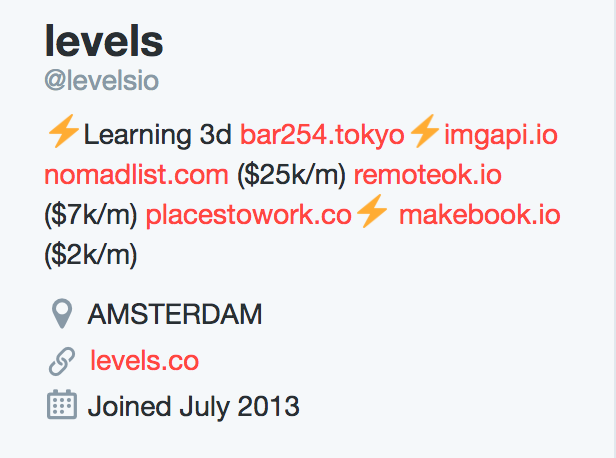 levels
@levelsio
⚡Learning 3d bar254.tokyo⚡imgapi.io
nomadlist.com ($25k/m) remoteok.io
($7k/m) placestowork.co⚡ makebook.io
($2k/m)
AMSTERDAM
levels.co
Joined July 2013